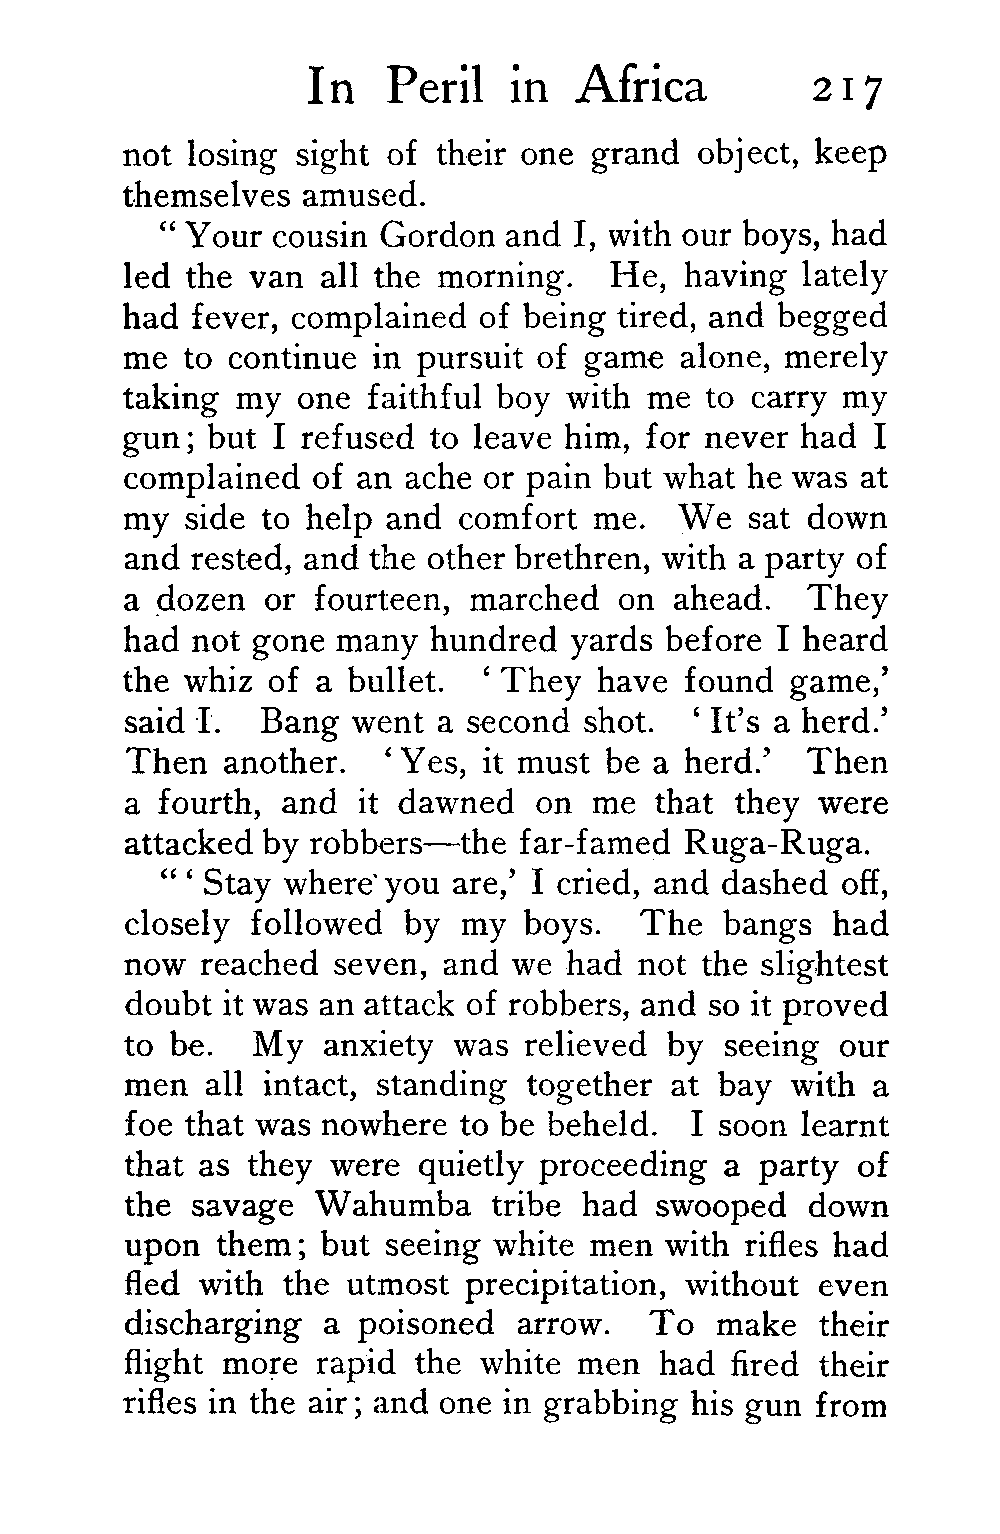 In Peril in Africa 217
not losing sight of their one grand object, keep
themselves amused.
“ Your cousin Gordon and I, with our boys, had
led the van all the morning. He, having lately
had fever, complained of being tired, and begged
me to continue in pursuit of game alone, merely
taking my one faithful boy with me to carry my
gun; but I refused to leave him, for never had I
complained of an ache or pain but what he was at
my side to help and comfort me. We sat down
and rested, and the other brethren, with a party of
a dozen or fourteen, marched on ahead. They
had not gone many hundred yards before I heard
the whiz of a bullet. ‘ They have found game,’
said I. Bang went a second shot. ‘ It’s a herd.’
Then another. ‘ Yes, it must be a herd.’ Then
a fourth, and it dawned on me that they were
attacked by robbers—the far-famed Ruga-Ruga.
“ ‘ Stay where you are,’ I cried, and dashed off,
closely followed by my boys. The bangs had
now reached seven, and we had not the slightest
doubt it was an attack of robbers, and so it proved
to be. My anxiety was relieved by seeing our
men all intact, standing together at bay with a
foe that was nowhere to be beheld. I soon learnt
that as they were quietly proceeding a party of
the savage Wahumba tribe had swooped down
upon them; but seeing white men with rifles had
fled with the utmost precipitation, without even
discharging a poisoned arrow. To make their
flight more rapid the white men had fired their
rifles in the air; and one in grabbing his gun from